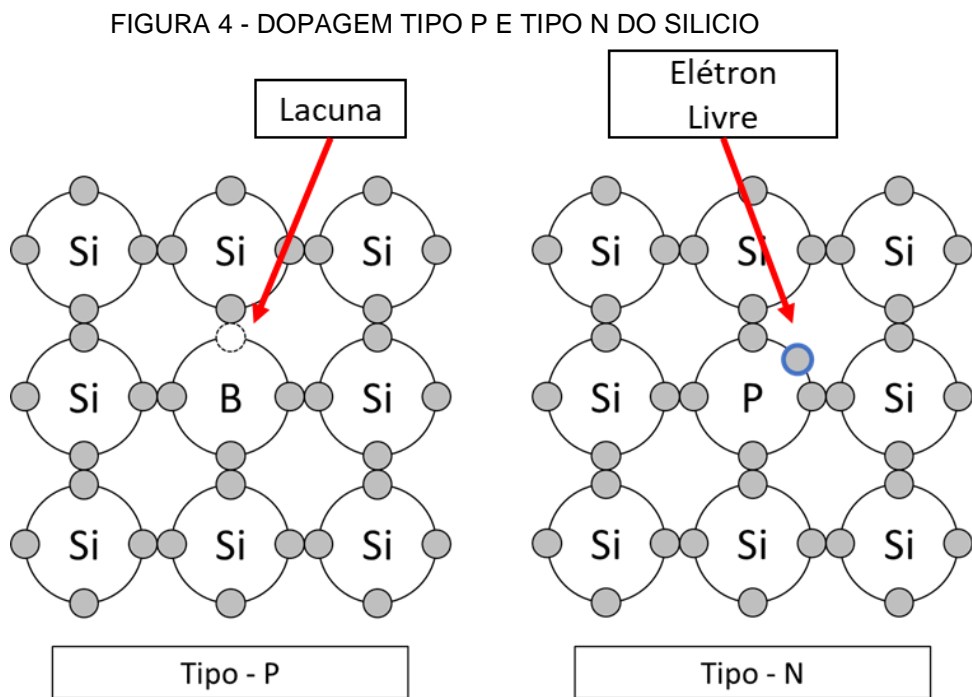 FIGURA 4 - DOPAGEM TIPO P E TIPO N DO SILICIO
Lacuna
Elétron
Livre
Si Si Si
Si B Si
Si Si Si
Tipo - P
Si Si Si
Si P Si
Si Si Si
Tipo - N